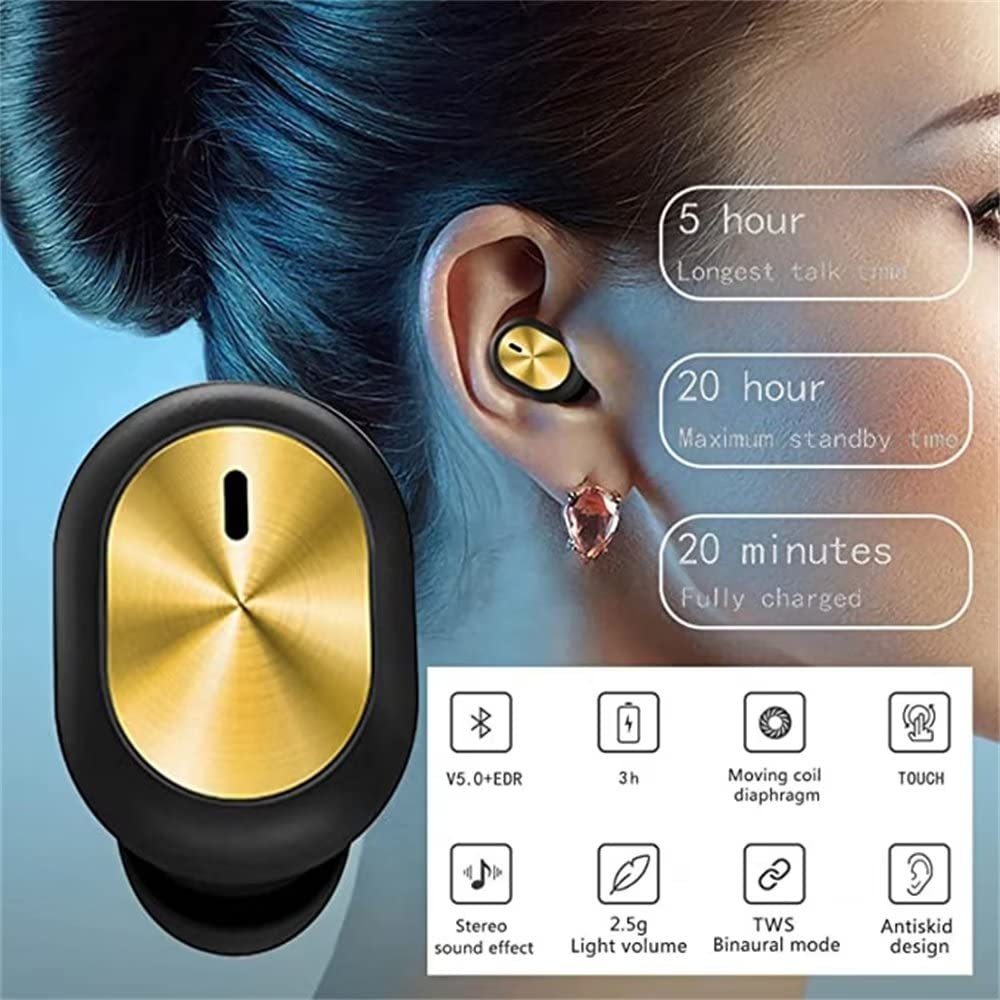 5 hour
Longest talk time
20 hour
Maximum standby time
20 minutes
Fully charged
V5.0+EDR
3h
Moving coil
diaphragm
TOUCH
Stereo
sound effect
2.5g
Light volume
TWS
Binaural mode
Antiskid
design